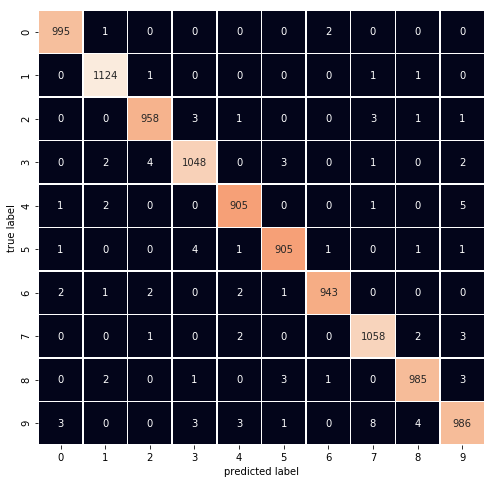 0 995 1 0 0 0 0 2 0 0 0
1 0 1124 1 0 0 0 0 1 1 0
2 0 0 958 3 1 0 0 3 1 1
3 0 2 4 1048 0 3 0 1 0 2
4 1 2 0 0 905 0 0 1 0 5
5 1 0 0 4 1 905 1 0 1 1
6 2 1 2 0 2 1 943 0 0 0
7 0 0 1 0 2 0 0 1058 2 3
8 0 2 0 1 0 3 1 0 985 3
9 3 0 0 3 3 1 0 8 4 986
true label
0 1 2 3 4 5 6 7 8 9
predicted label